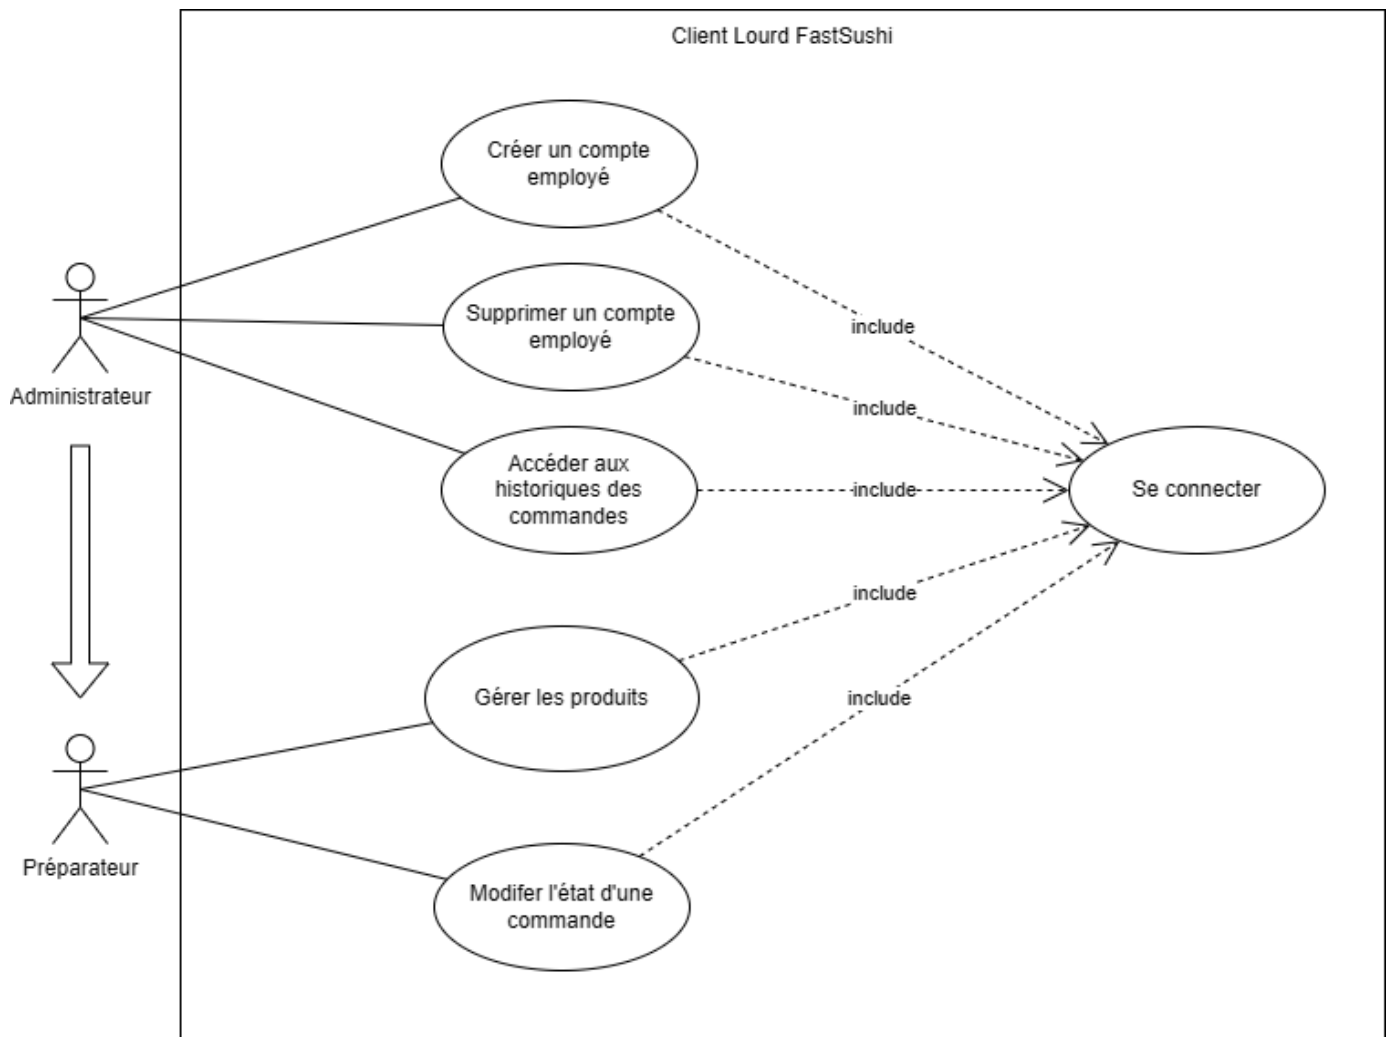 Client Lourd FastSushi
Créer un compte
employé
Supprimer un compte
employé
include
Administrateur
include
Accéder aux
historiques des
commandes
include
Se connecter
include
Gérer les produits
include
Préparateur
Modifer l'état d'une
commande